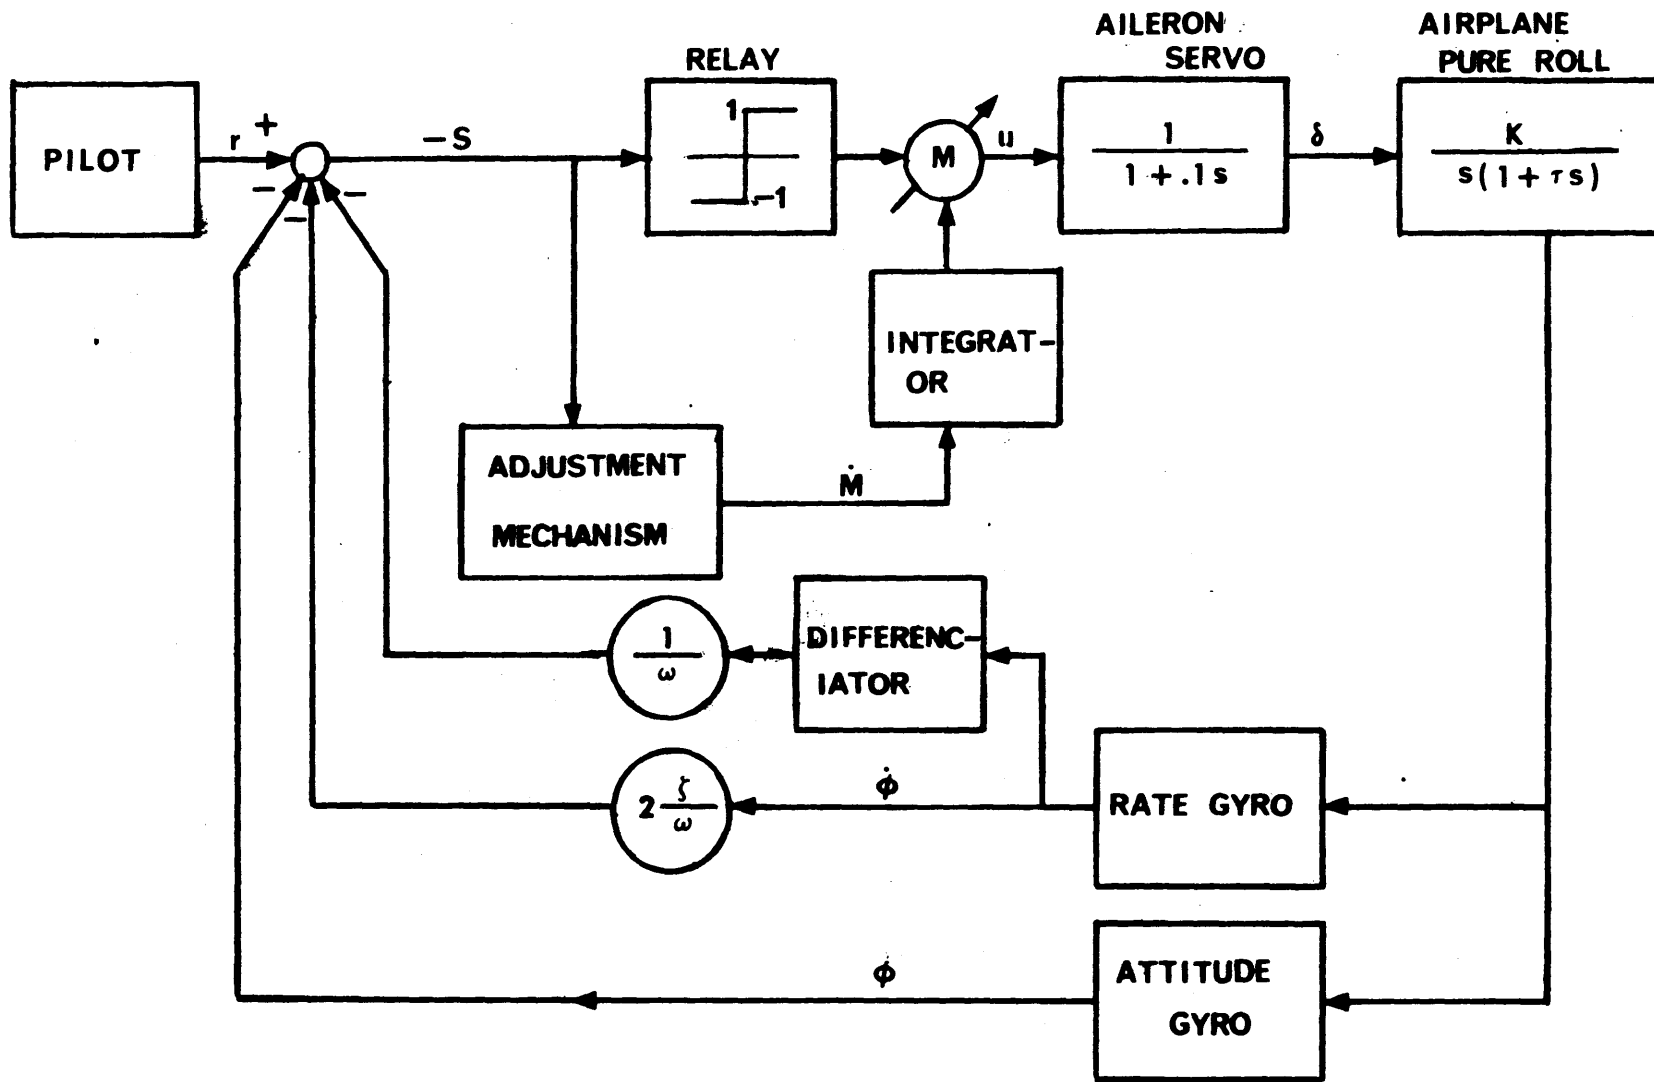 AILERON
SERVO
AIRPLANE
PURE ROLL
RELAY
PILOT
r
+
−
−
−
−S
1
−1
M
u
1
1 + .1s
δ
K
s(1 + τs)
INTEGRAT−
OR
ADJUSTMENT
MECHANISM
Ṁ
1
ω
DIFFERENC−
IATOR
2 ζ
ω
φ̇
RATE GYRO
φ
ATTITUDE
GYRO